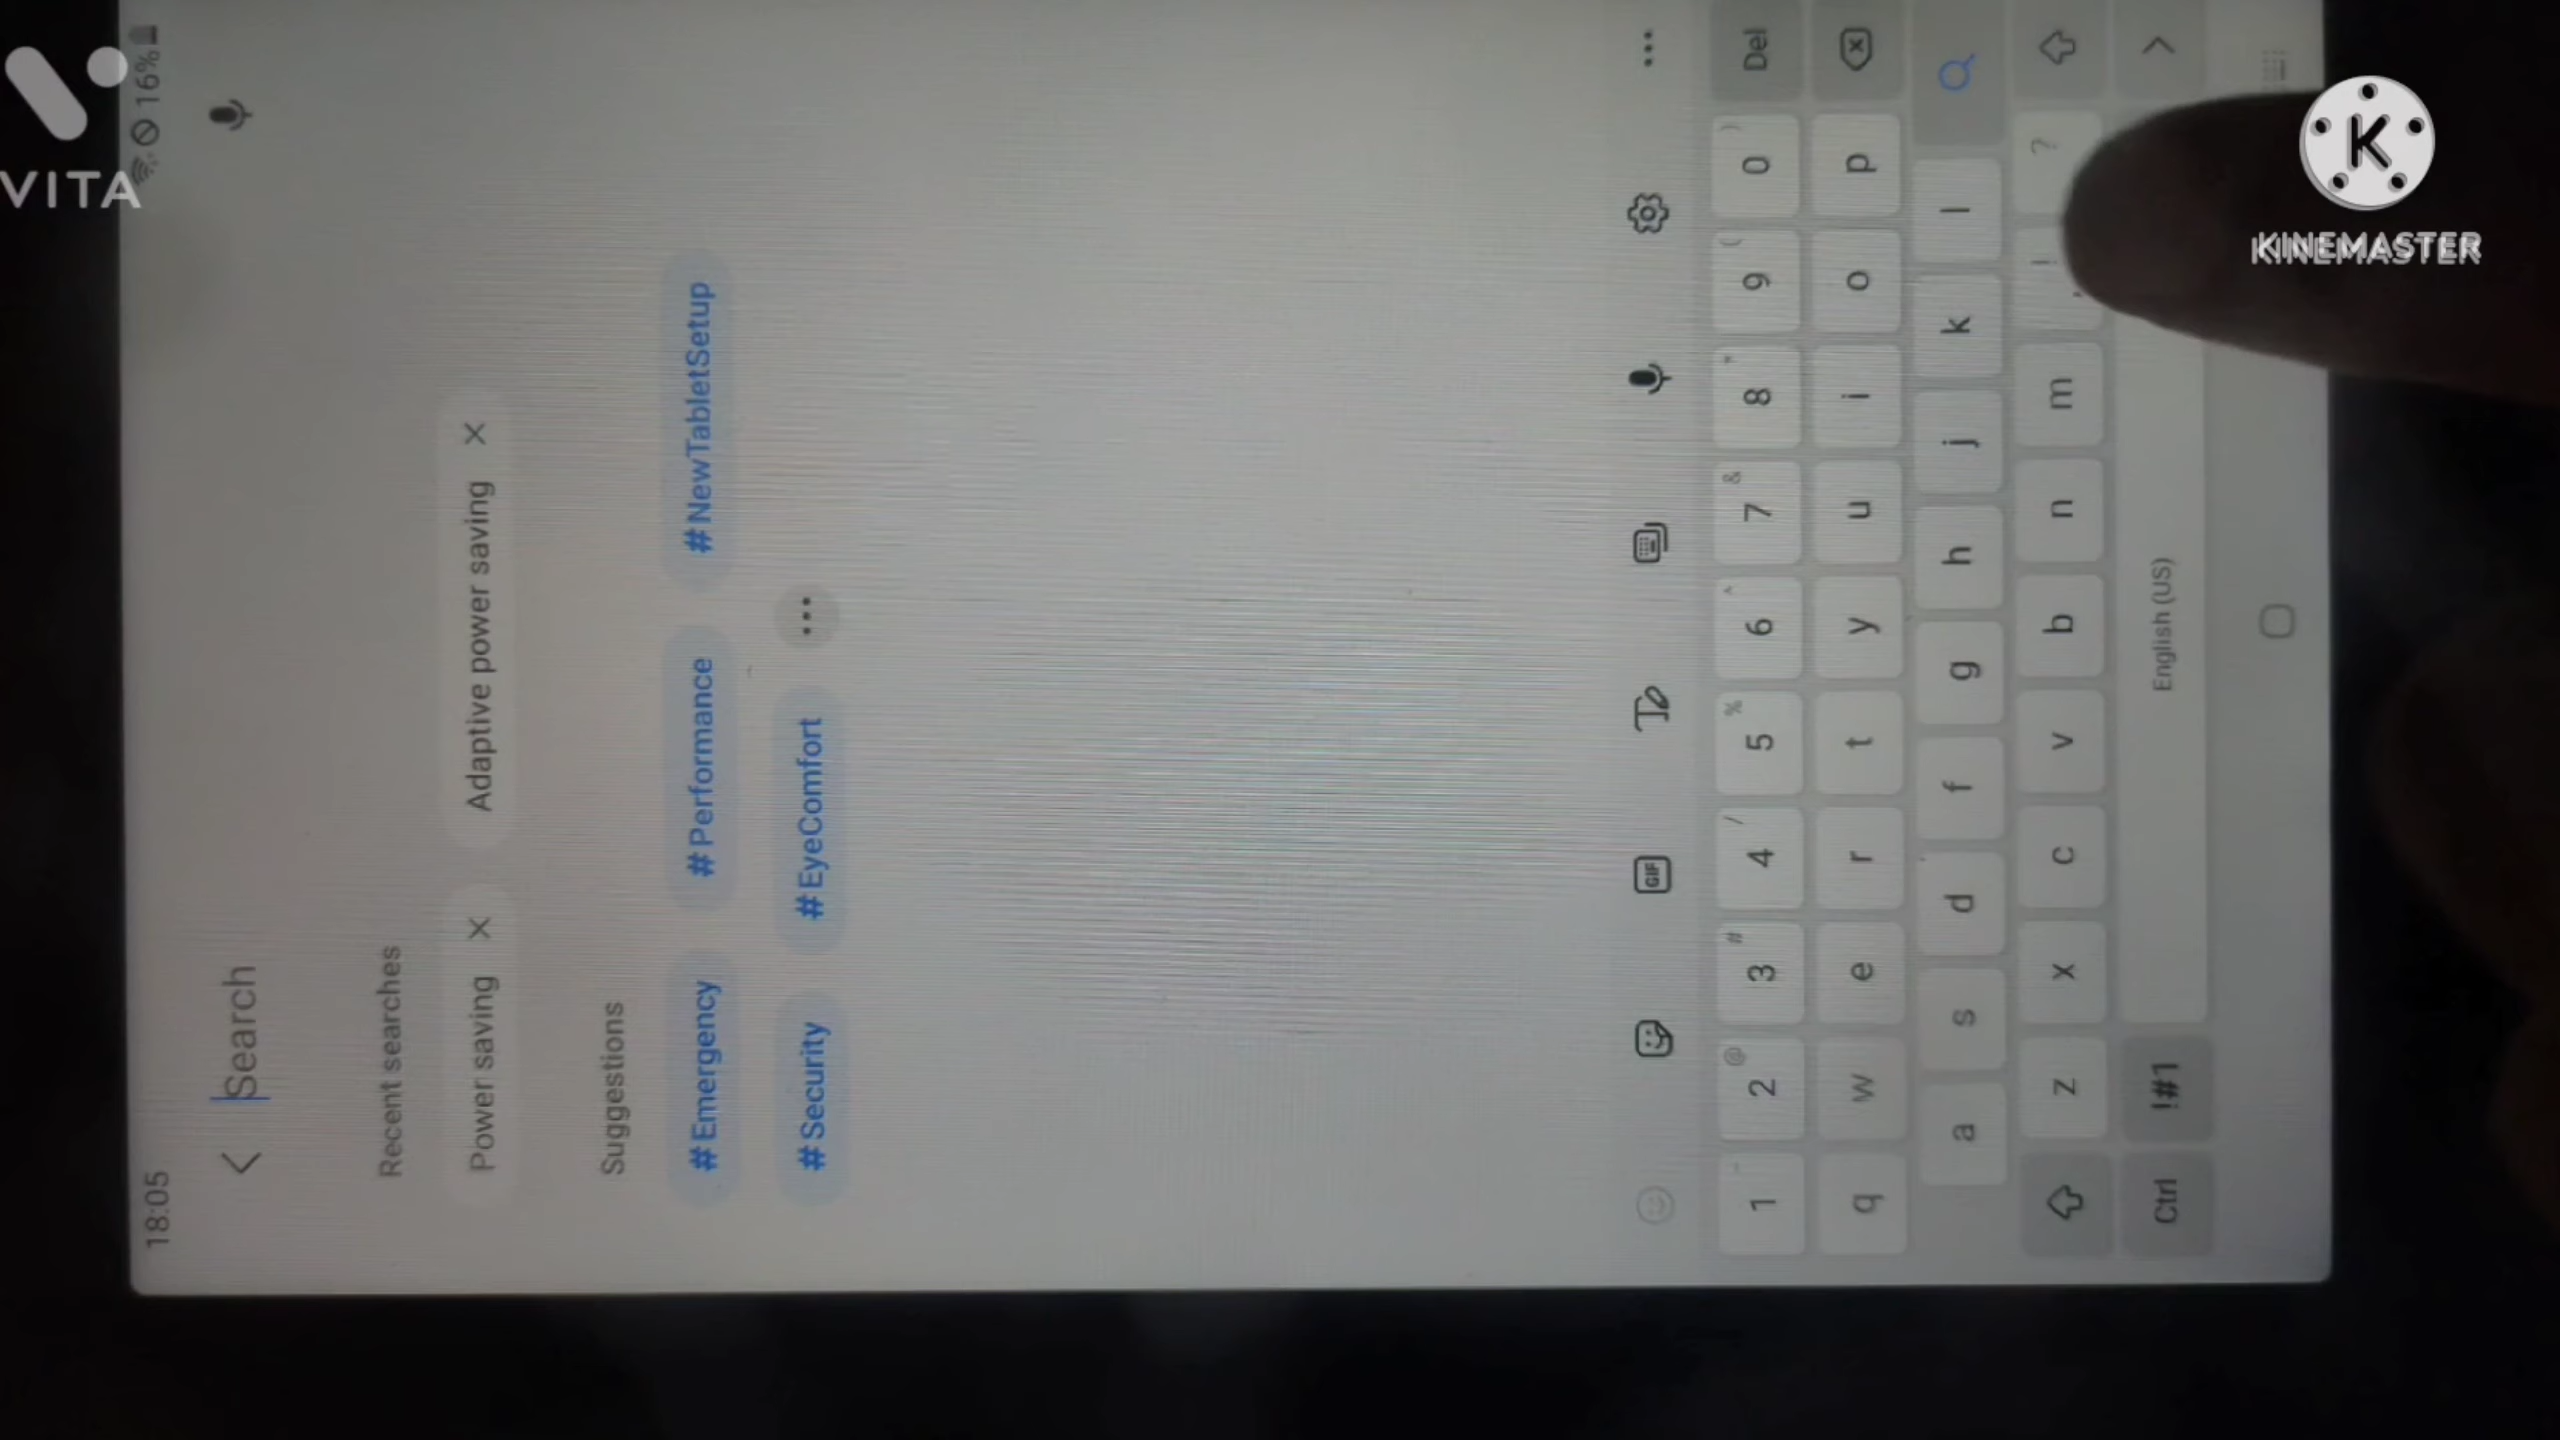 VITA
KINEMASTER
18:05
16%
Search
Recent searches
Power saving
Adaptive power saving
Suggestions
#Emergency #Performance #NewTabletSetup
#Security #EyeComfort
GIF
1 2 3 4 5 6 7 8 9 0 Del
@ # / % ^ & * ( )
q w e r t y u i o p
a s d f g h j k l
z x c v b n m , ! ?
Ctrl !#1 English (US)